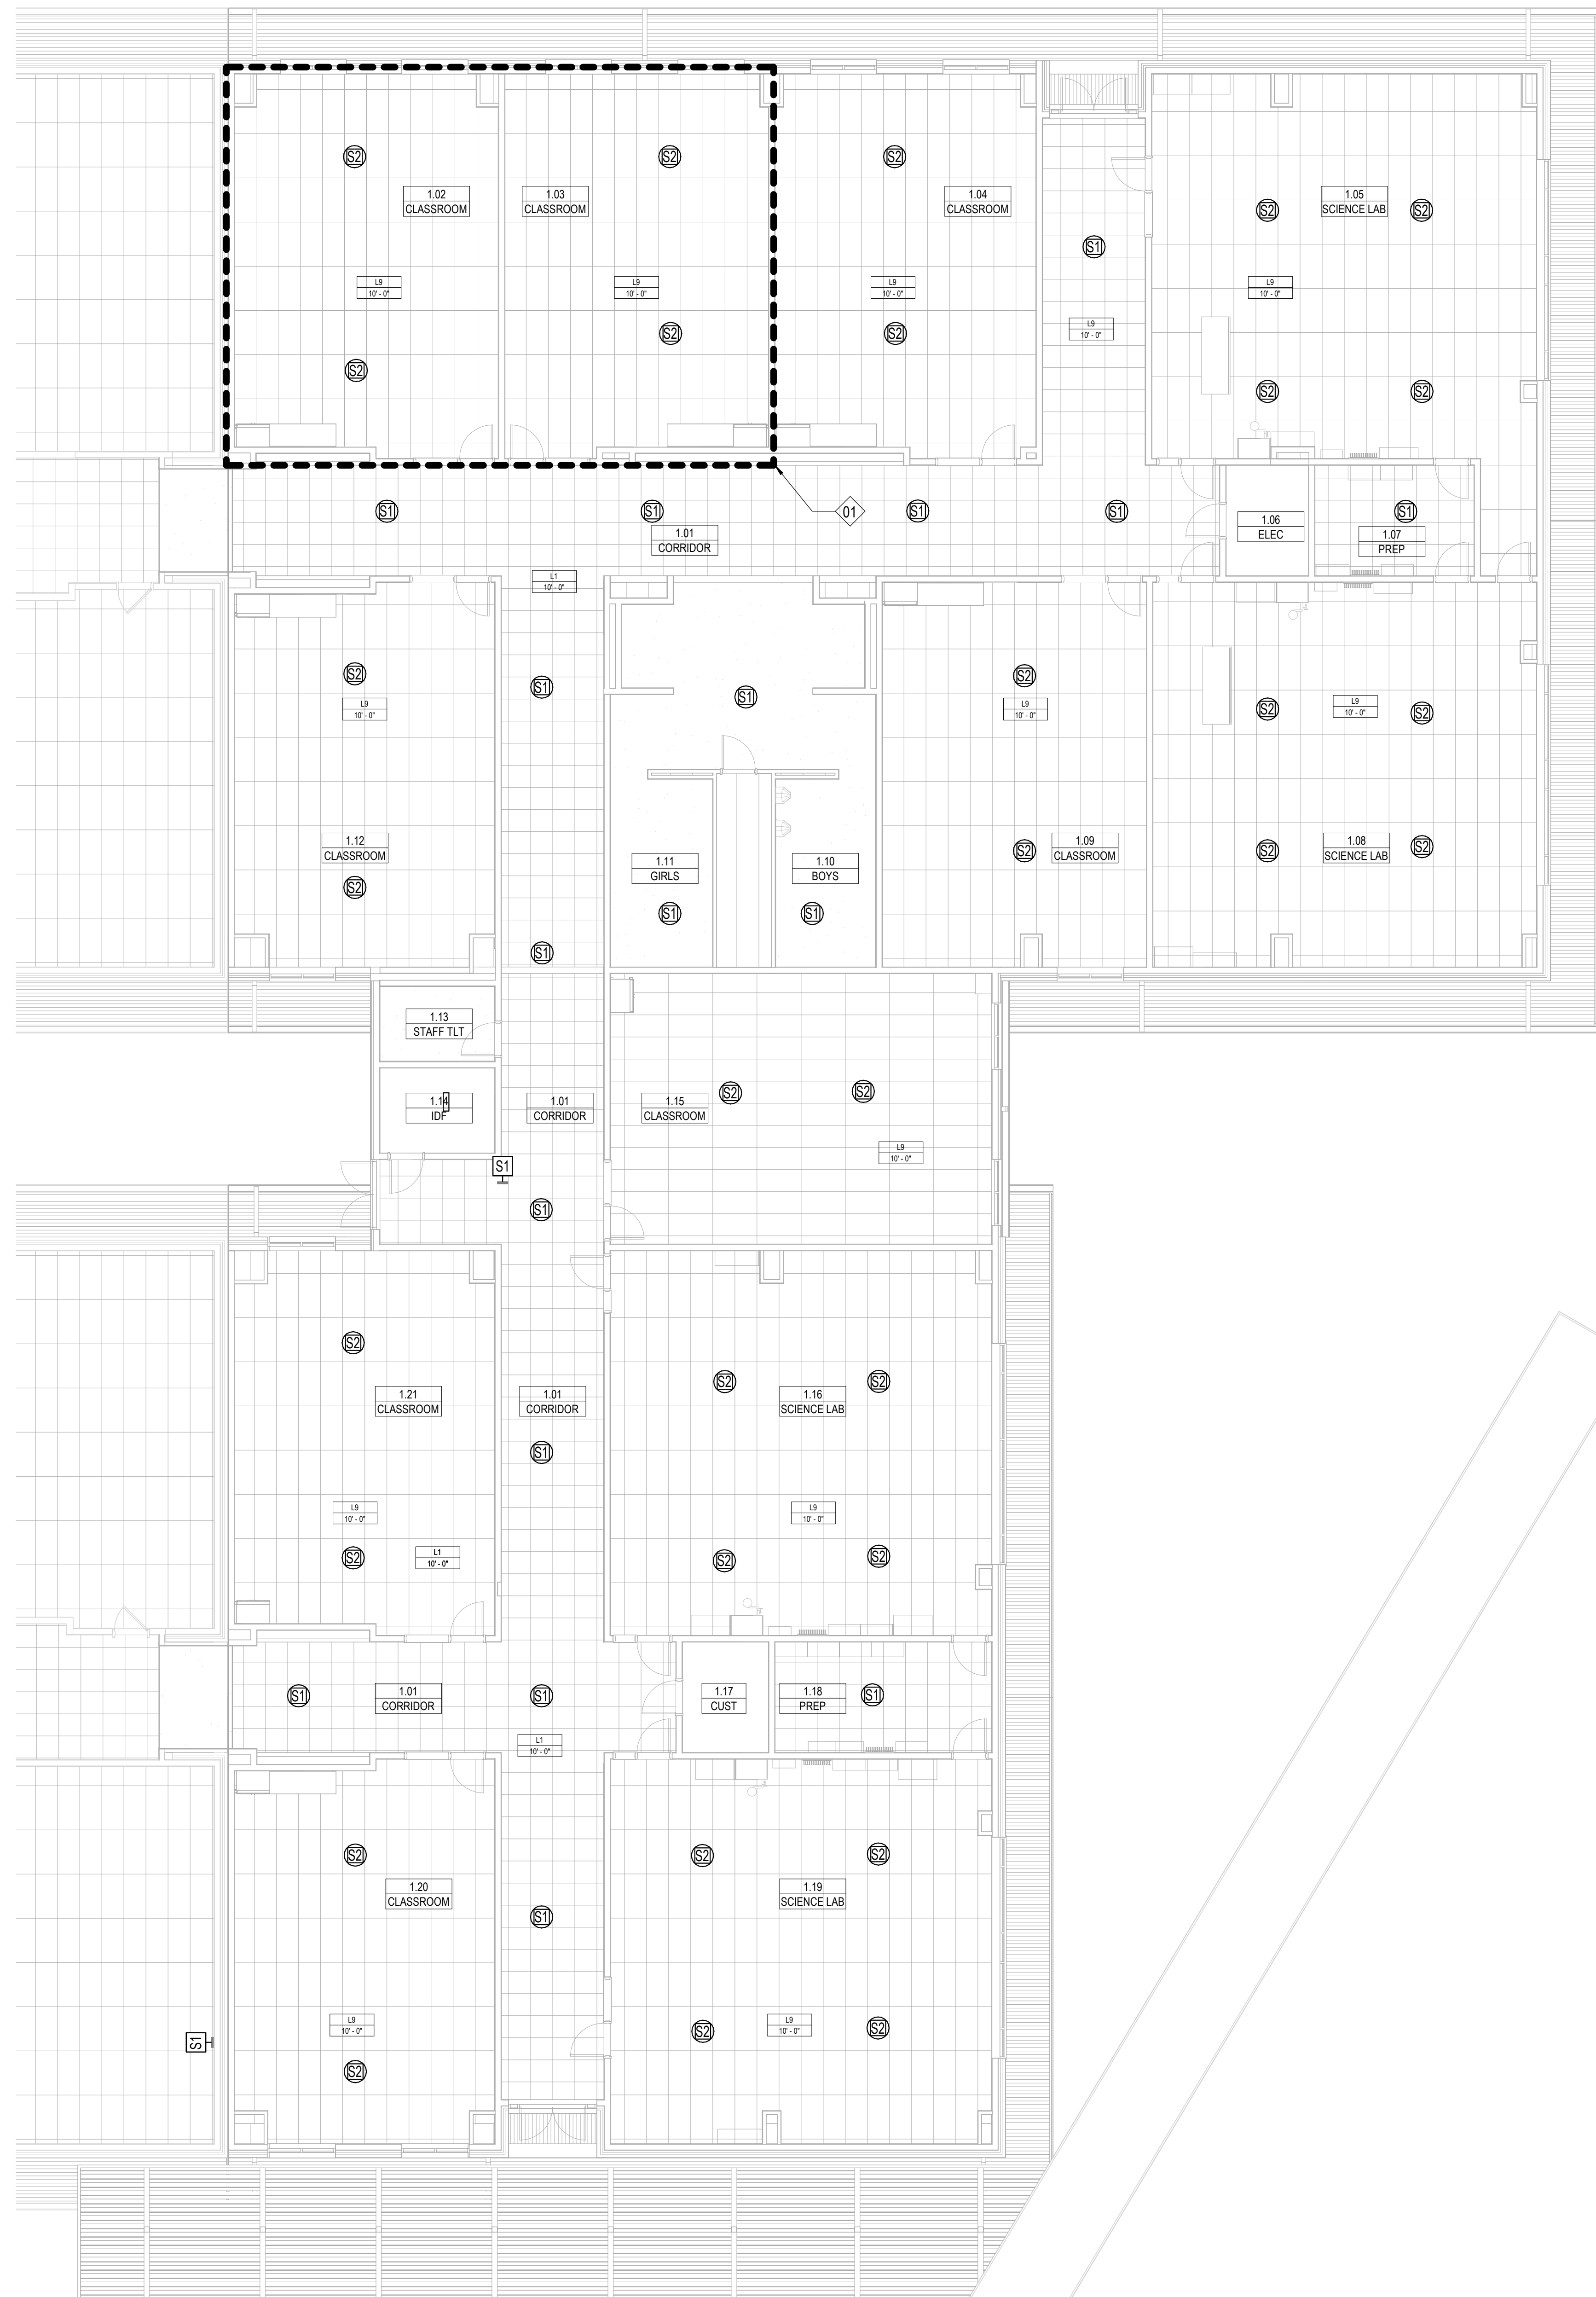 S2
S2
S2
1.02
CLASSROOM
1.03
CLASSROOM
1.04
CLASSROOM
1.05
SCIENCE LAB
S2
S2
S1
L9
10' - 0"
L9
10' - 0"
L9
10' - 0"
L9
10' - 0"
L9
10' - 0"
S2
S2
S2
S2
S2
S1
S1
S1
S1
S1
01
1.01
CORRIDOR
1.06
ELEC
1.07
PREP
L1
10' - 0"
S2
S1
S1
S2
L9
10' - 0"
L9
10' - 0"
L9
10' - 0"
S2
S2
1.12
CLASSROOM
1.11
GIRLS
1.10
BOYS
1.09
CLASSROOM
1.08
SCIENCE LAB
S2
S2
S2
S2
S1
S1
S1
1.13
STAFF TLT
1.14
IDF
1.01
CORRIDOR
1.15
CLASSROOM
S2
S2
L9
10' - 0"
S1
S1
S2
1.21
CLASSROOM
1.01
CORRIDOR
S2
S2
1.16
SCIENCE LAB
S1
L9
10' - 0"
L9
10' - 0"
S2
L1
10' - 0"
S2
S2
S1
1.01
CORRIDOR
S1
1.17
CUST
1.18
PREP
S1
L1
10' - 0"
S2
S2
S2
1.20
CLASSROOM
1.19
SCIENCE LAB
S1
L9
10' - 0"
L9
10' - 0"
S2
S2
S1
S2